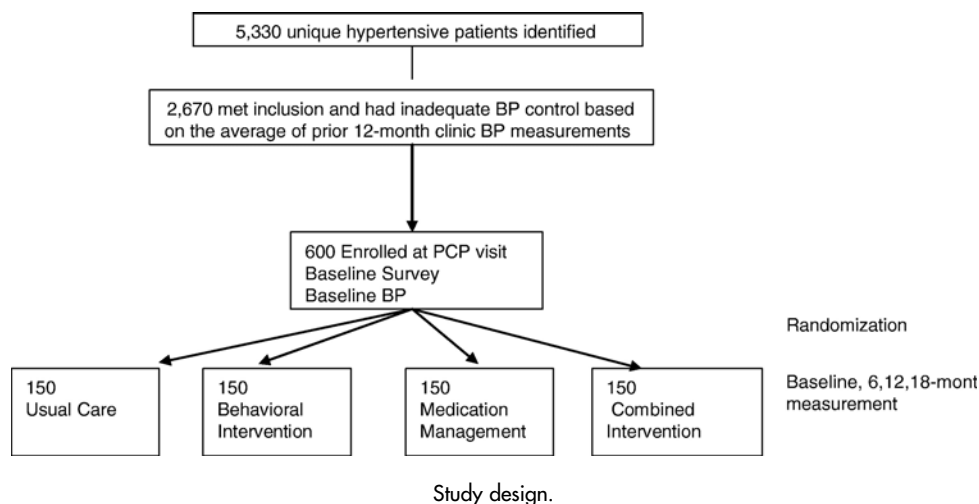 5,330 unique hypertensive patients identified
2,670 met inclusion and had inadequate BP control based
on the average of prior 12-month clinic BP measurements
600 Enrolled at PCP visit
Baseline Survey
Baseline BP
Randomization
150
Usual Care
150
Behavioral
Intervention
150
Medication
Management
150
Combined
Intervention
Baseline, 6,12,18-mont
measurement
Study design.